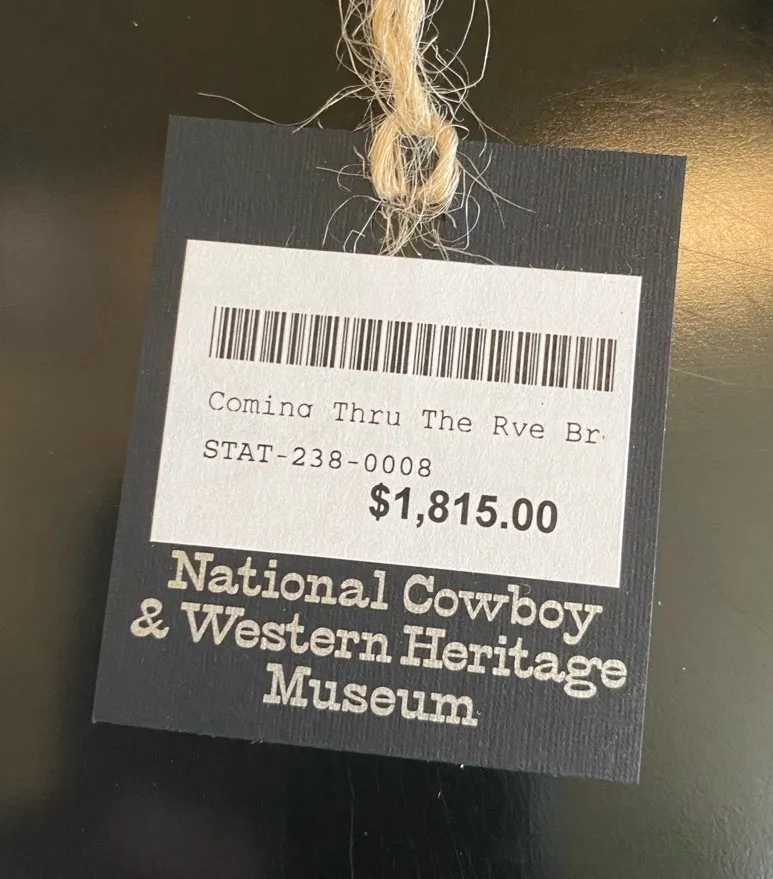 Coming Thru The Rye Br
STAT-238-0008
$1,815.00
National Cowboy
& Western Heritage
Museum